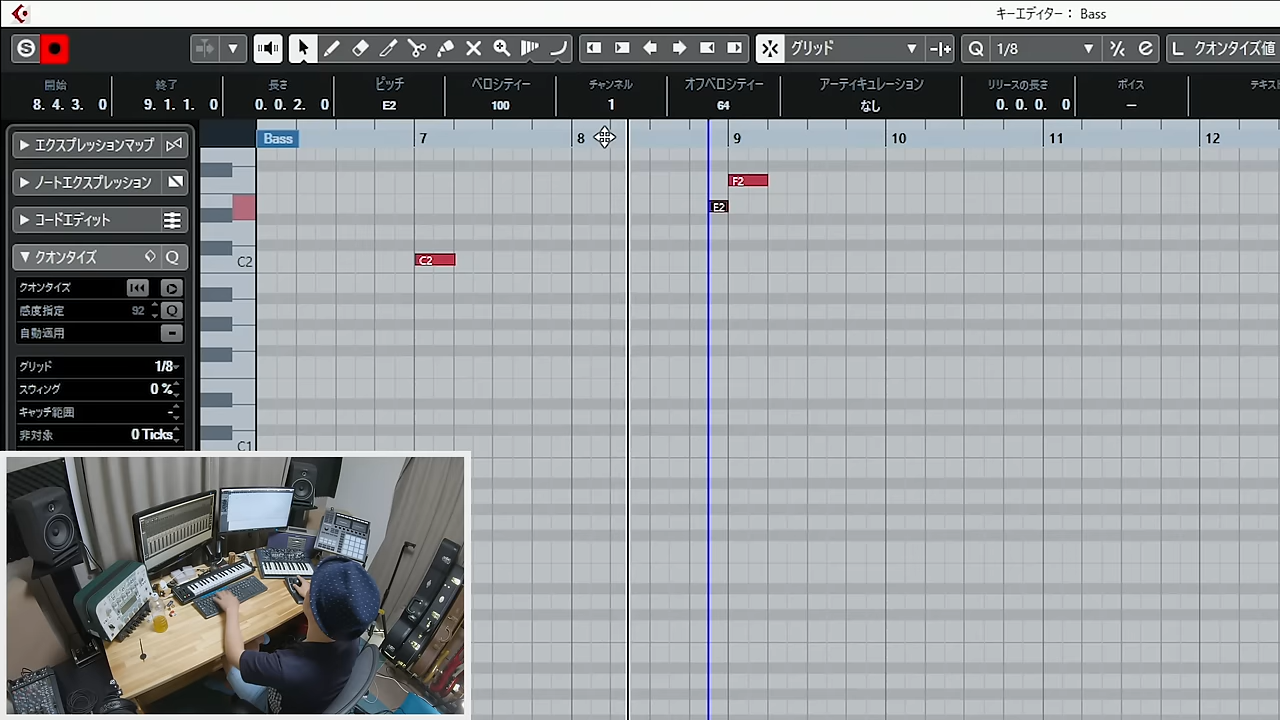 キーエディター： Bass
S グリッド Q 1/8 e L クオンタイズ値
開始 終了 長さ ピッチ ベロシティー チャンネル オフベロシティー アーティキュレーション リリースの長さ ボイス テキスト
8. 4. 3. 0 9. 1. 1. 0 0. 0. 2. 0 E2 100 1 64 なし 0. 0. 0. 0 –
エクスプレッションマップ
Bass 7 8 9 10 11 12
ノートエクスプレッション
F2
E2
コードエディット
クオンタイズ Q
C2 C2
クオンタイズ
感度指定 92 Q
自動適用
グリッド 1/8
スウィング 0 %
キャッチ範囲 -
非対象 0 Ticks
C1